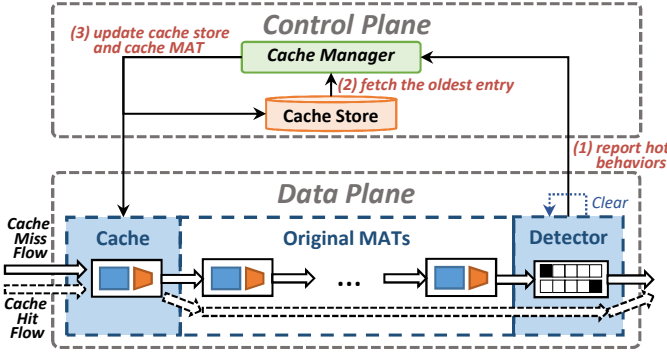 Control Plane
(3) update cache store
and cache MAT
Cache Manager
(2) fetch the oldest entry
Cache Store
(1) report hot
behaviors
Data Plane
Clear
Cache
Miss
Flow
Cache
Original MATs
Detector
...
Cache
Hit
Flow